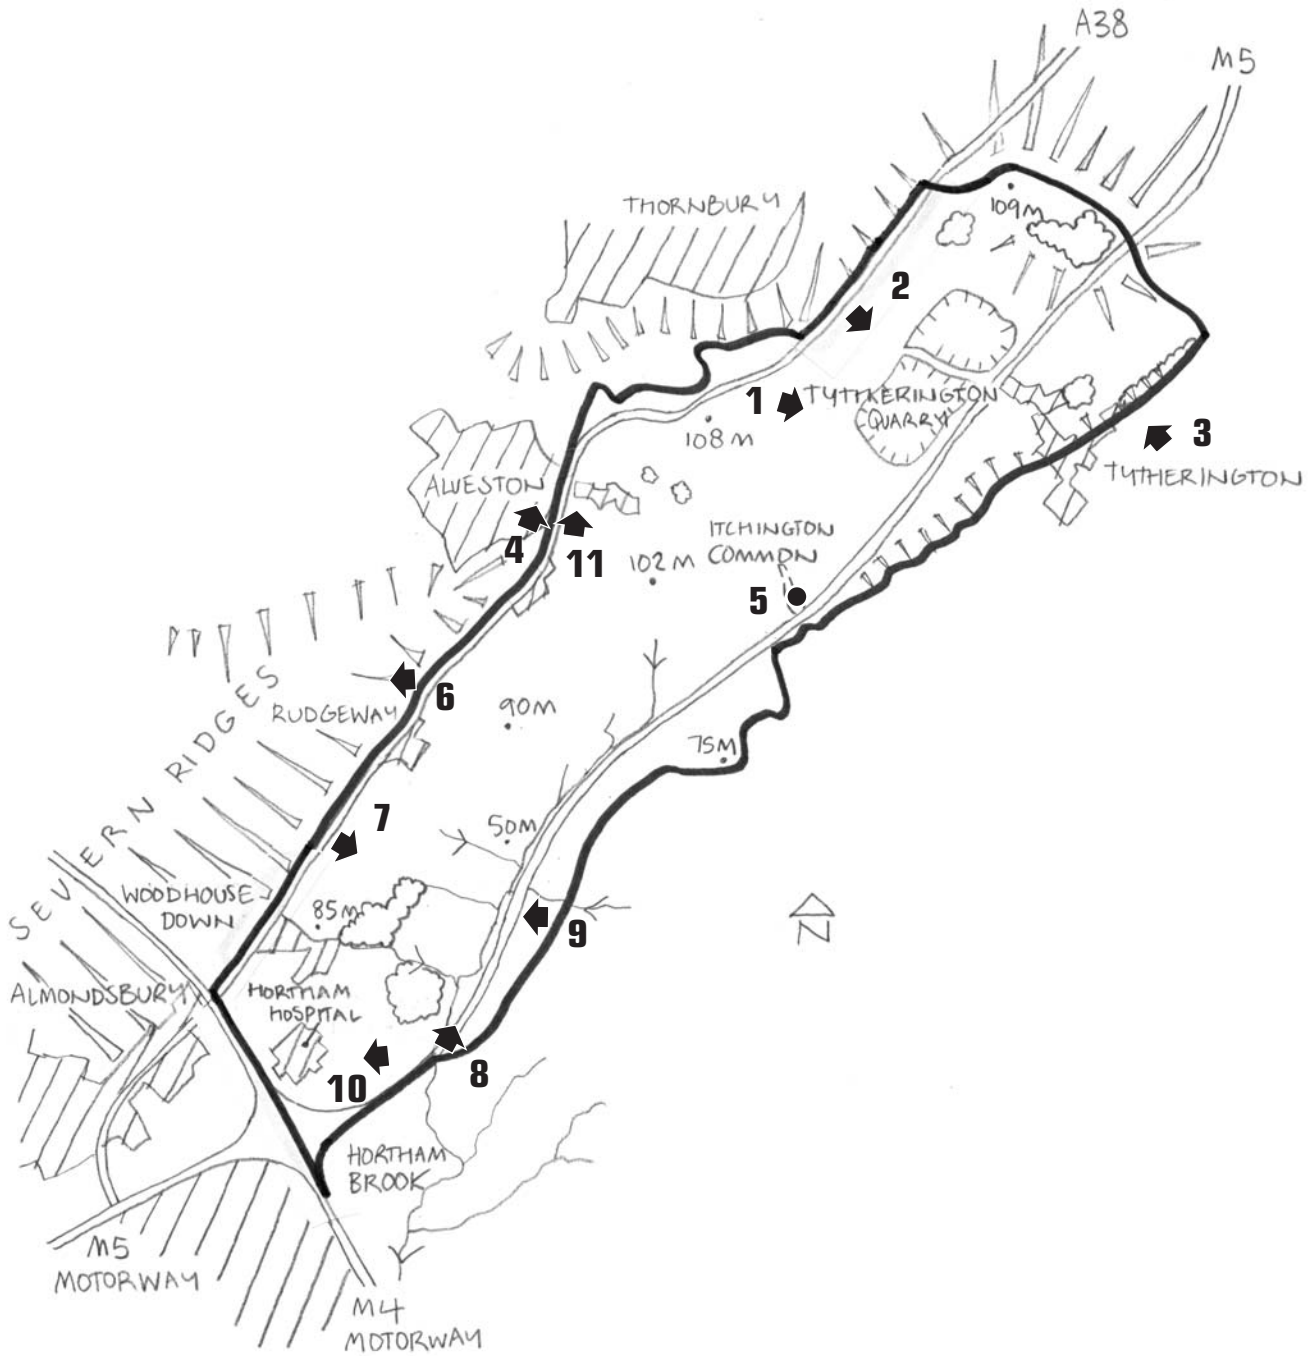 A38
M5
THORNBURY
109M
2
1
TYTHERINGTON
QUARRY
108M
3
TYTHERINGTON
ALVESTON
4
11
ITCHINGTON
COMMON
102M
5
SEVERN RIDGES
6
RUDGEWAY
90M
75M
7
50M
WOODHOUSE
DOWN
85M
9
N
ALMONDSBURY
HORTHAM
HOSPITAL
8
10
HORTHAM
BROOK
M5
MOTORWAY
M4
MOTORWAY